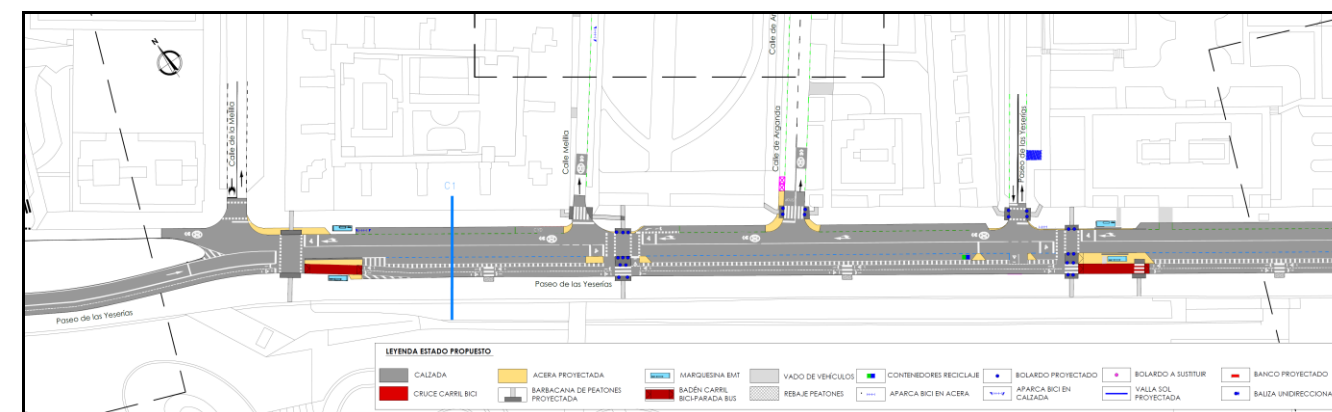 N
Calle de la Melilla
Calle Melilla
Calle de Ar
Calle de Arganda
Paseo de las Yeserías
C1
Paseo de las Yeserías
Paseo de las Yeserías
LEYENDA ESTADO PROPUESTO
CALZADA
ACERA PROYECTADA
MARQUESINA EMT
VADO DE VEHÍCULOS
CONTENEDORES RECICLAJE
BOLARDO PROYECTADO
BOLARDO A SUSTITUIR
BANCO PROYECTADO
CRUCE CARRIL BICI
BARBACANA DE PEATONES
PROYECTADA
BADÉN CARRIL
BICI-PARADA BUS
REBAJE PEATONES
APARCA BICI EN ACERA
APARCA BICI EN
CALZADA
VALLA SOL
PROYECTADA
BALIZA UNIDIRECCIONA